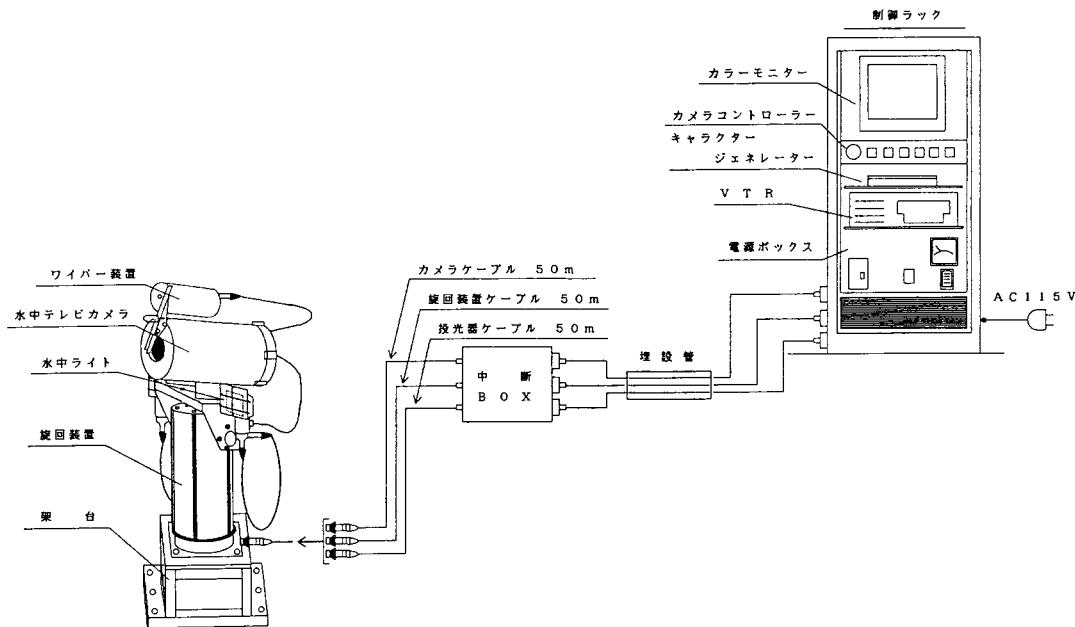 制御ラック
カラーモニター
カメラコントローラー
キャラクター
ジェネレーター
ＶＴＲ
電源ボックス
ＡＣ１１５Ｖ
カメラケーブル　５０ｍ
旋回装置ケーブル　５０ｍ
投光器ケーブル　５０ｍ
中　断
ＢＯＸ
埋設管
ワイパー装置
水中テレビカメラ
水中ライト
旋回装置
架　台